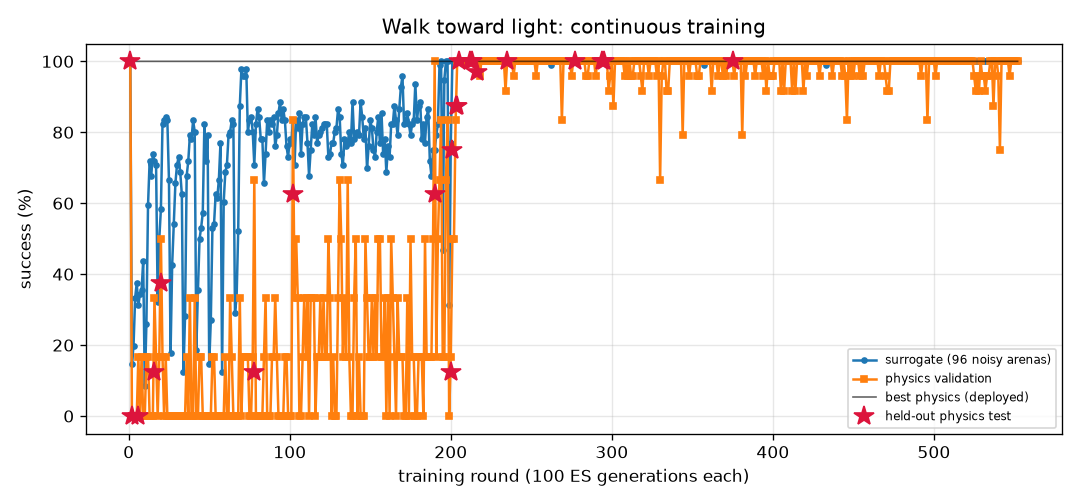 Walk toward light: continuous training
success (%)
100
80
60
40
20
0
surrogate (96 noisy arenas)
physics validation
best physics (deployed)
held-out physics test
0 100 200 300 400 500
training round (100 ES generations each)